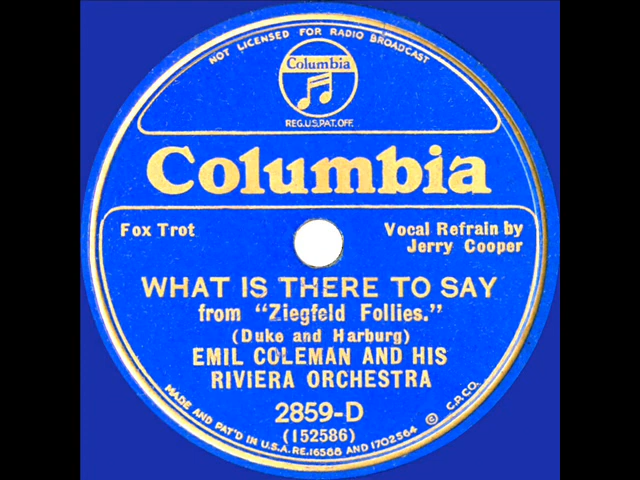 NOT LICENSED FOR RADIO BROADCAST
Columbia
REG.U.S.PAT.OFF.
Columbia
Fox Trot
Vocal Refrain by
Jerry Cooper
WHAT IS THERE TO SAY
from "Ziegfeld Follies."
(Duke and Harburg)
EMIL COLEMAN AND HIS
RIVIERA ORCHESTRA
2859-D
(152586)
MADE AND PAT'D IN U.S.A. RE.16588 AND 1702564 © C.P.CO.